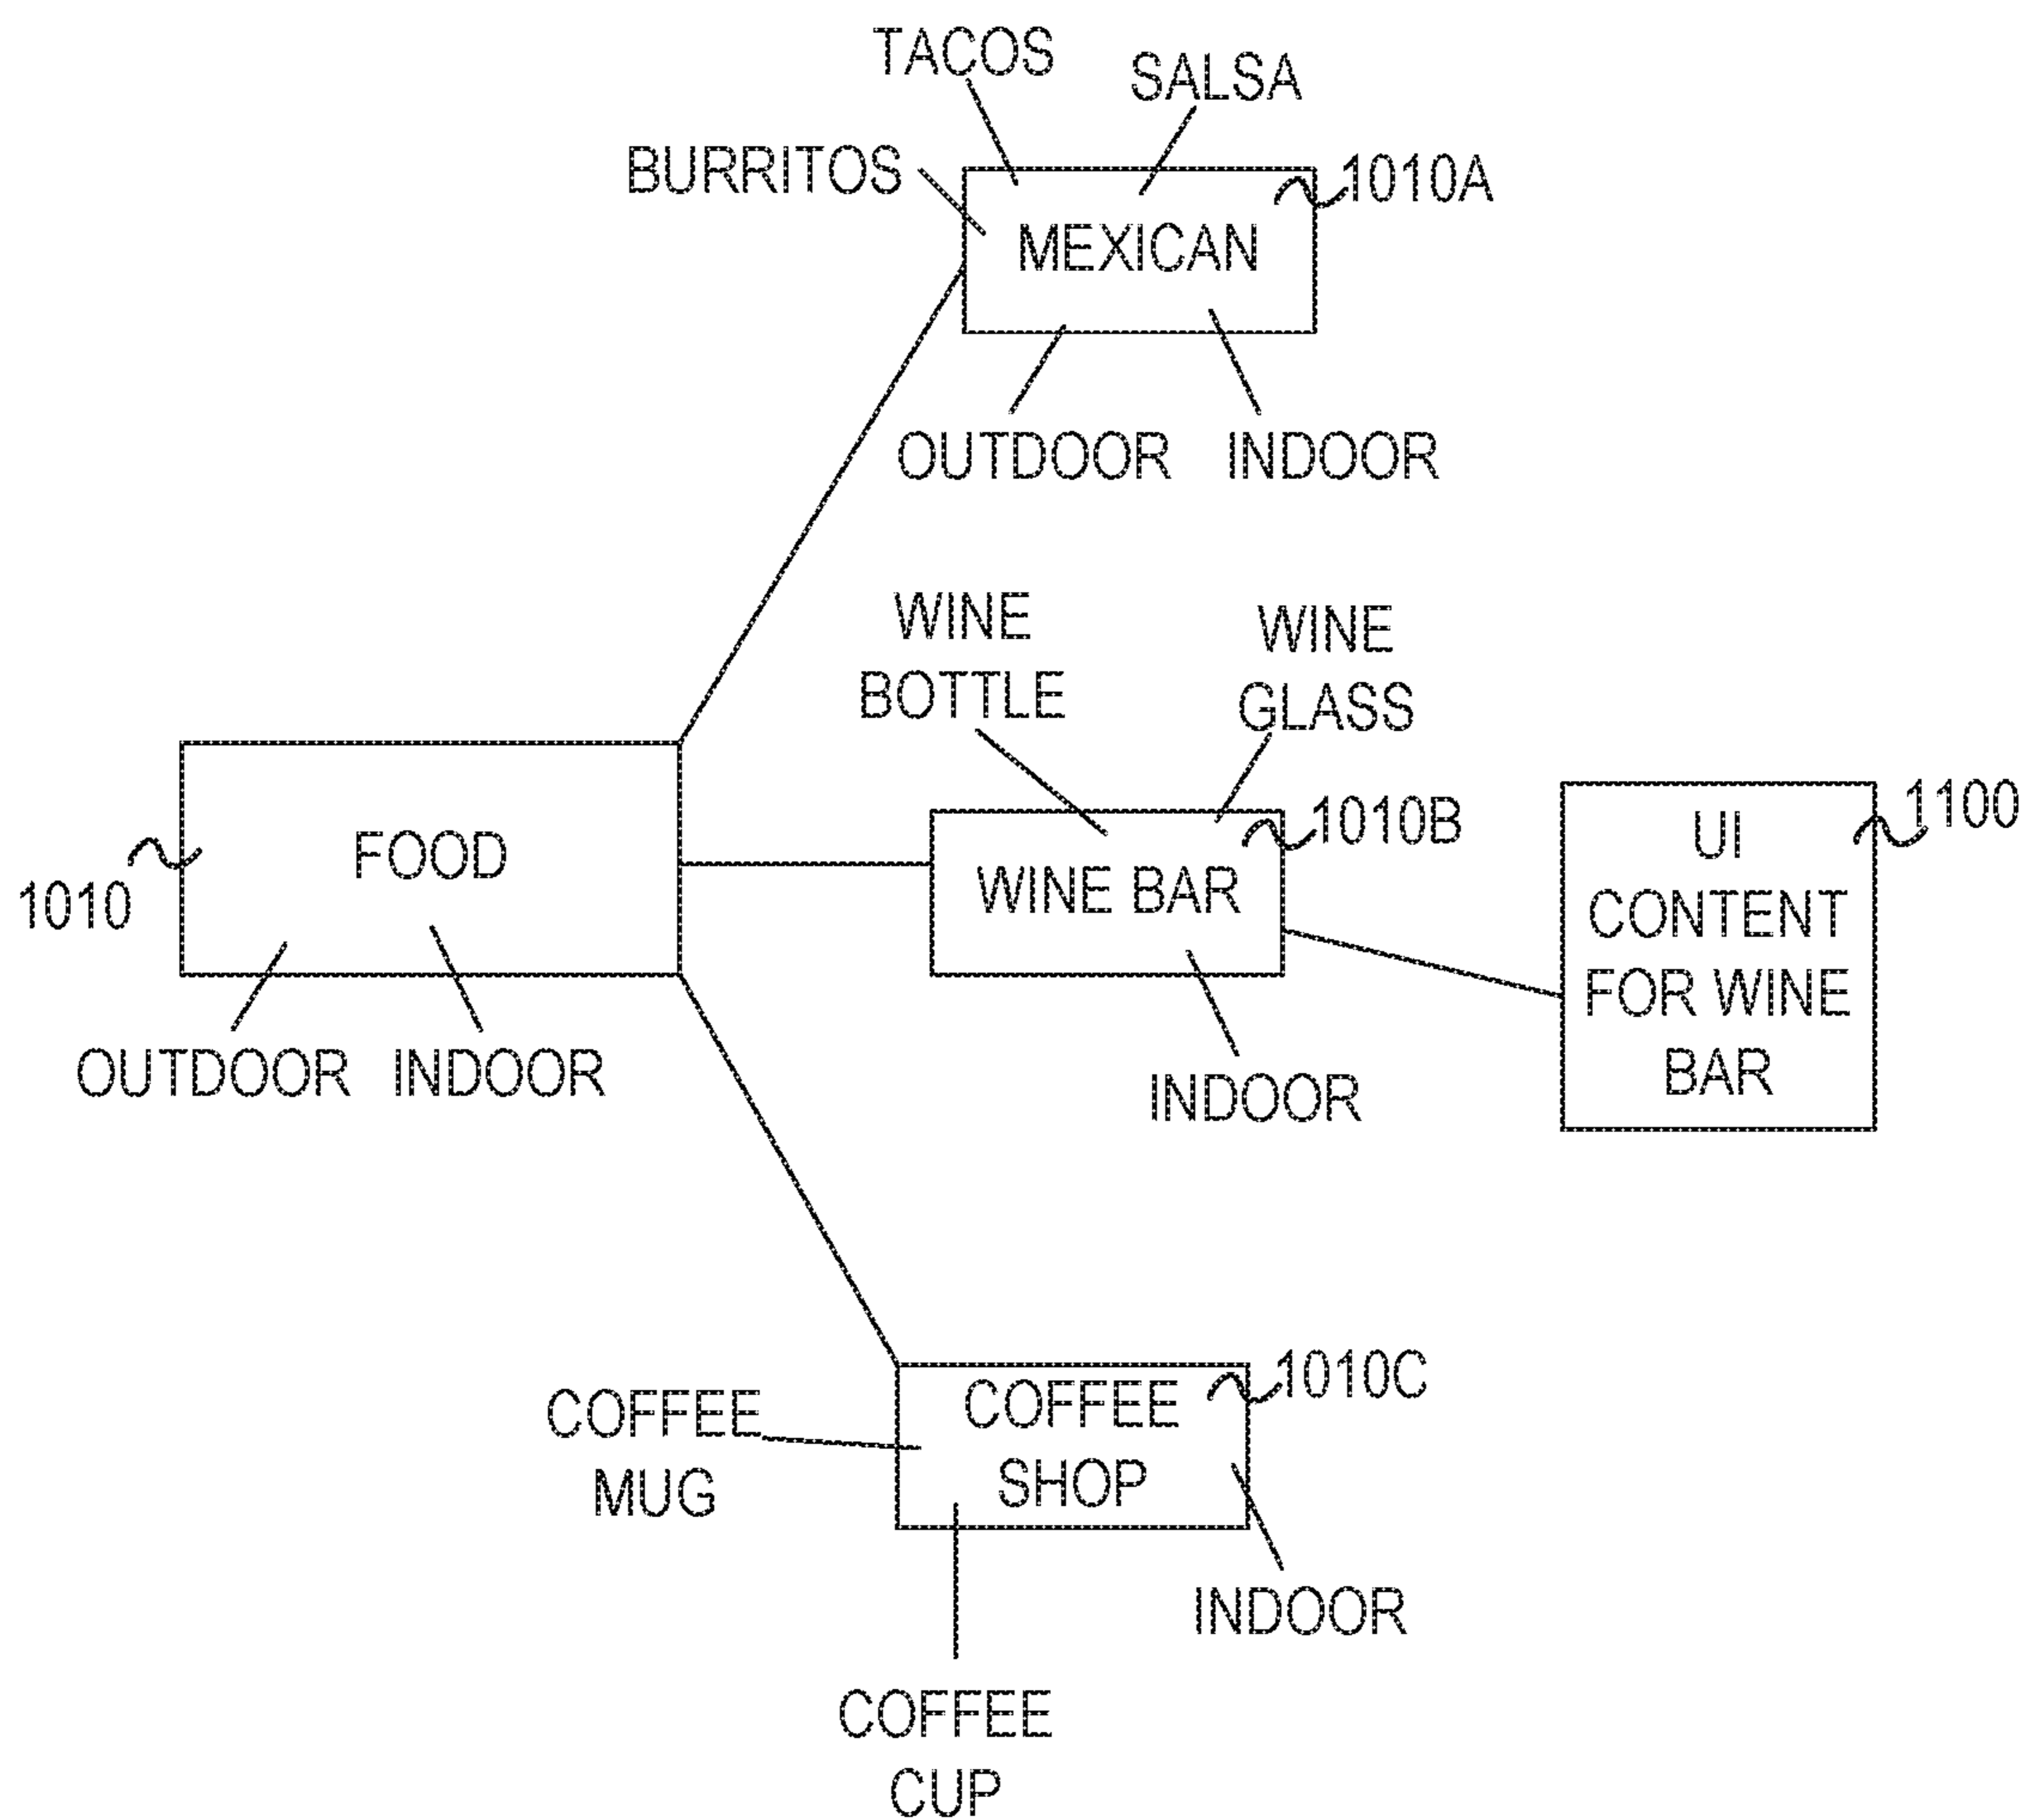 TACOS
SALSA
BURRITOS
1010A
MEXICAN
OUTDOOR
INDOOR
WINE
BOTTLE
WINE
GLASS
1010B
WINE BAR
INDOOR
1100
UI
CONTENT
FOR WINE
BAR
FOOD
1010
OUTDOOR
INDOOR
1010C
COFFEE
SHOP
COFFEE
MUG
INDOOR
COFFEE
CUP